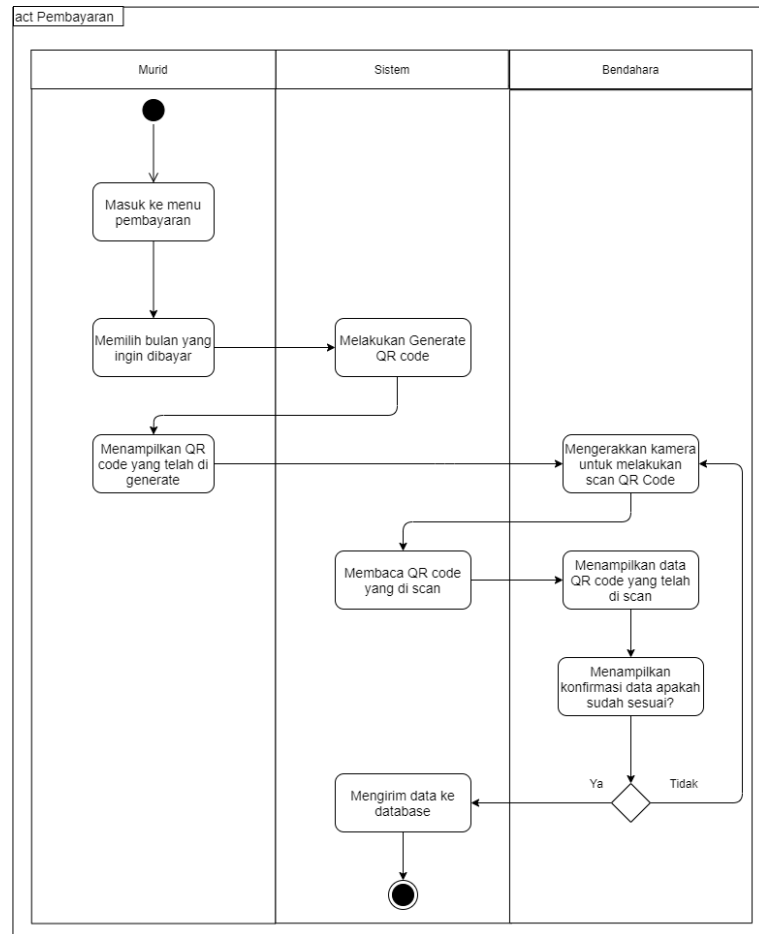 act Pembayaran
Murid
Sistem
Bendahara
Masuk ke menu
pembayaran
Memilih bulan yang
ingin dibayar
Melakukan Generate
QR code
Menampilkan QR
code yang telah di
generate
Mengerakkan kamera
untuk melakukan
scan QR Code
Membaca QR code
yang di scan
Menampilkan data
QR code yang telah
di scan
Menampilkan
konfirmasi data apakah
sudah sesuai?
Ya
Tidak
Mengirim data ke
database